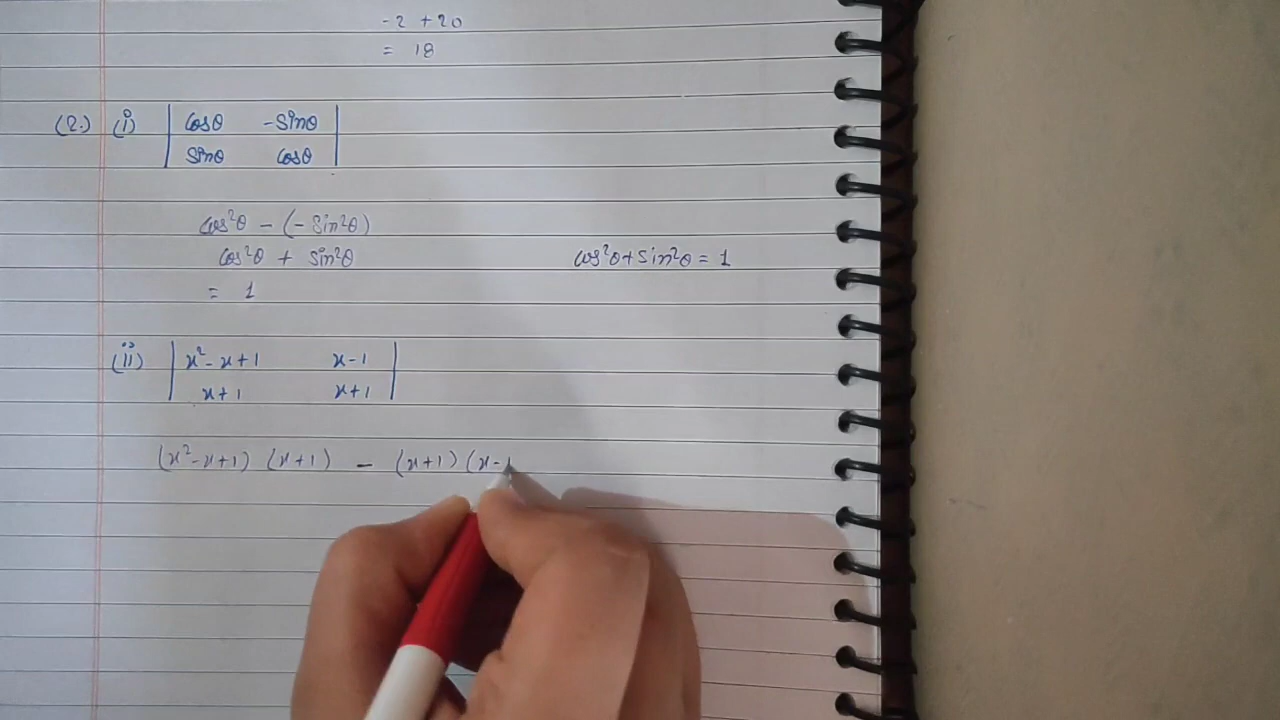 -2 + 20
= 18
(2.) (i) | cosθ -sinθ |
| sinθ cosθ |
cos²θ - (- sin²θ)
cos²θ + sin²θ cos²θ + sin²θ = 1
= 1
(ii) | x² - x + 1 x - 1 |
| x + 1 x + 1 |
(x² - x + 1) (x + 1) - (x + 1) (x - 1